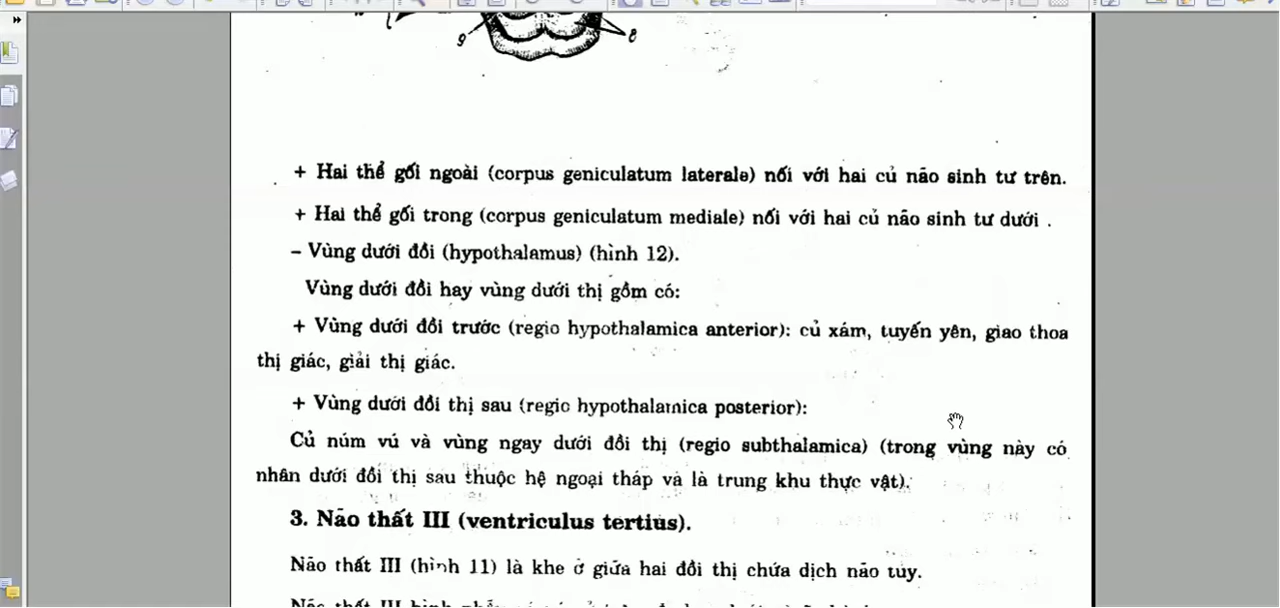 9
8
+ Hai thể gối ngoài (corpus geniculatum laterale) nối với hai củ não sinh tư trên.
+ Hai thể gối trong (corpus geniculatum mediale) nối với hai củ não sinh tư dưới .
– Vùng dưới đồi (hypothalamus) (hình 12).
Vùng dưới đồi hay vùng dưới thị gồm có:
+ Vùng dưới đồi trước (regio hypothalamica anterior): củ xám, tuyến yên, giao thoa
thị giác, giải thị giác.
+ Vùng dưới đồi thị sau (regio hypothalamica posterior):
Củ núm vú và vùng ngay dưới đồi thị (regio subthalamica) (trong vùng này có
nhân dưới đồi thị sau thuộc hệ ngoại tháp và là trung khu thực vật).
3. Não thất III (ventriculus tertius).
Não thất III (hình 11) là khe ở giữa hai đồi thị chứa dịch não tủy.
Não thất III hình